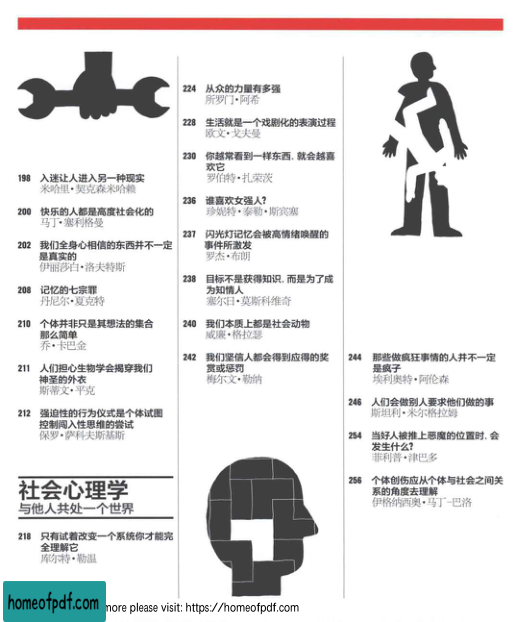 198 入迷让人进入另一种现实
米哈里·契克森米哈赖
200 快乐的人都是高度社会化的
马丁·塞利格曼
202 我们全身心相信的东西并不一定
是真实的
伊丽莎白·洛夫特斯
208 记忆的七宗罪
丹尼尔·夏克特
210 个体并非只是其想法的集合
那么简单
乔·卡巴金
211 人们担心生物学会揭穿我们
神圣的外衣
斯蒂文·平克
212 强迫性的行为仪式是个体试图
控制闯入性思维的尝试
保罗·萨科夫斯基斯
社会心理学
与他人共处一个世界
218 只有试着改变一个系统你才能完
全理解它
库尔特·勒温
224 从众的力量有多强
所罗门·阿希
228 生活就是一个戏剧化的表演过程
欧文·戈夫曼
230 你越常看到一样东西，就会越喜
欢它
罗伯特·扎荣茨
236 谁喜欢女强人？
珍妮特·泰勒·斯宾塞
237 闪光灯记忆会被高情绪唤醒的
事件所激发
罗杰·布朗
238 目标不是获得知识，而是为了成
为知情人
塞尔日·莫斯科维奇
240 我们本质上都是社会动物
威廉·格拉瑟
242 我们坚信人都会得到应得的奖
赏或惩罚
梅尔文·勒纳
244 那些做疯狂事情的人并不一定
是疯子
埃利奥特·阿伦森
246 人们会做别人要求他们做的事
斯坦利·米尔格拉姆
254 当好人被推上恶魔的位置时，会
发生什么？
菲利普·津巴多
256 个体创伤应从个体与社会之间关
系的角度去理解
伊格纳西奥·马丁-巴洛
homeofpdf.com
more please visit: https://homeofpdf.com